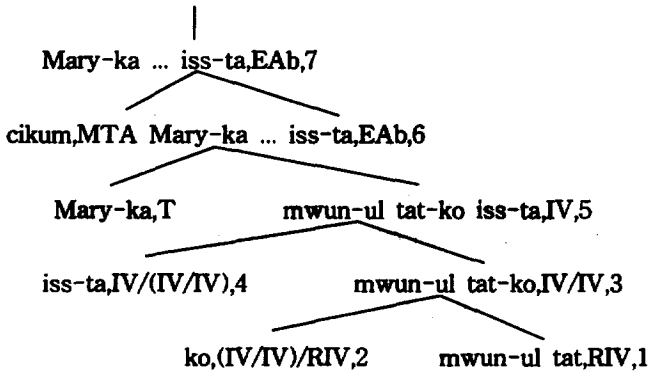 Mary-ka ... iss-ta,EAb,7
cikum,MTA Mary-ka ... iss-ta,EAb,6
Mary-ka,T mwun-ul tat-ko iss-ta,IV,5
iss-ta,IV/(IV/IV),4 mwun-ul tat-ko,IV/IV,3
ko,(IV/IV)/RIV,2 mwun-ul tat,RIV,1